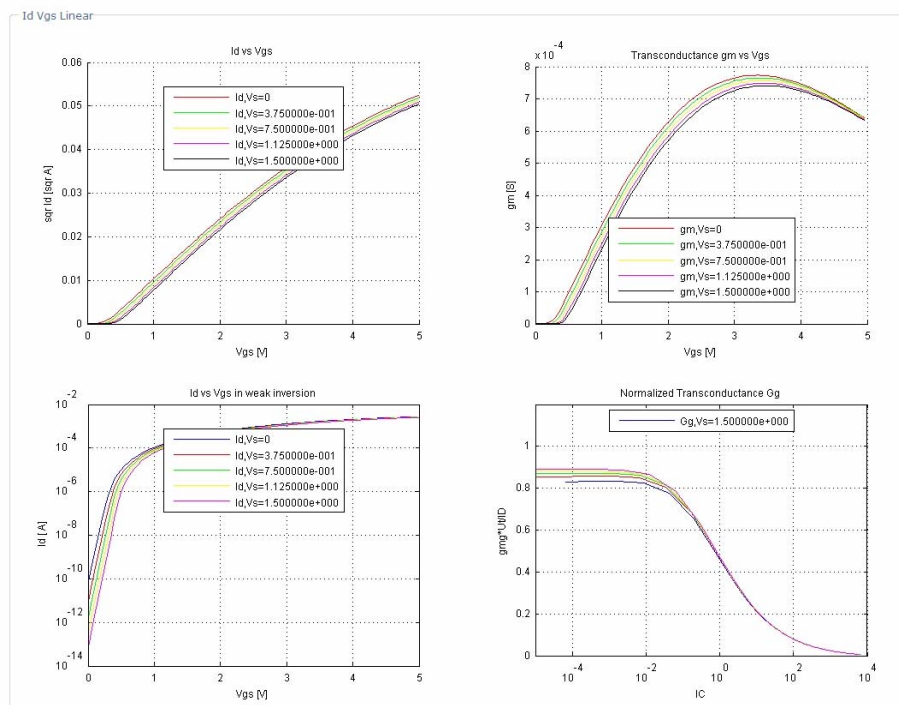 Id Vgs Linear
Id vs Vgs
0.06
0.05
0.04
0.03
0.02
0.01
0
sqr Id [sqr A]
Id,Vs=0
Id,Vs=3.750000e-001
Id,Vs=7.500000e-001
Id,Vs=1.125000e+000
Id,Vs=1.500000e+000
0 1 2 3 4 5
Vgs [V]
x 10^-4
Transconductance gm vs Vgs
8
7
6
5
4
3
2
1
0
gm [S]
gm,Vs=0
gm,Vs=3.750000e-001
gm,Vs=7.500000e-001
gm,Vs=1.125000e+000
gm,Vs=1.500000e+000
0 1 2 3 4 5
Vgs [V]
Id vs Vgs in weak inversion
10^-2
10^-4
10^-6
10^-8
10^-10
10^-12
10^-14
Id [A]
Id,Vs=0
Id,Vs=3.750000e-001
Id,Vs=7.500000e-001
Id,Vs=1.125000e+000
Id,Vs=1.500000e+000
0 1 2 3 4 5
Vgs [V]
Normalized Transconductance Gg
1
0.8
0.6
0.4
0.2
0
gmg*Ut/ID
Gg,Vs=1.500000e+000
10^-4 10^-2 10^0 10^2 10^4
IC